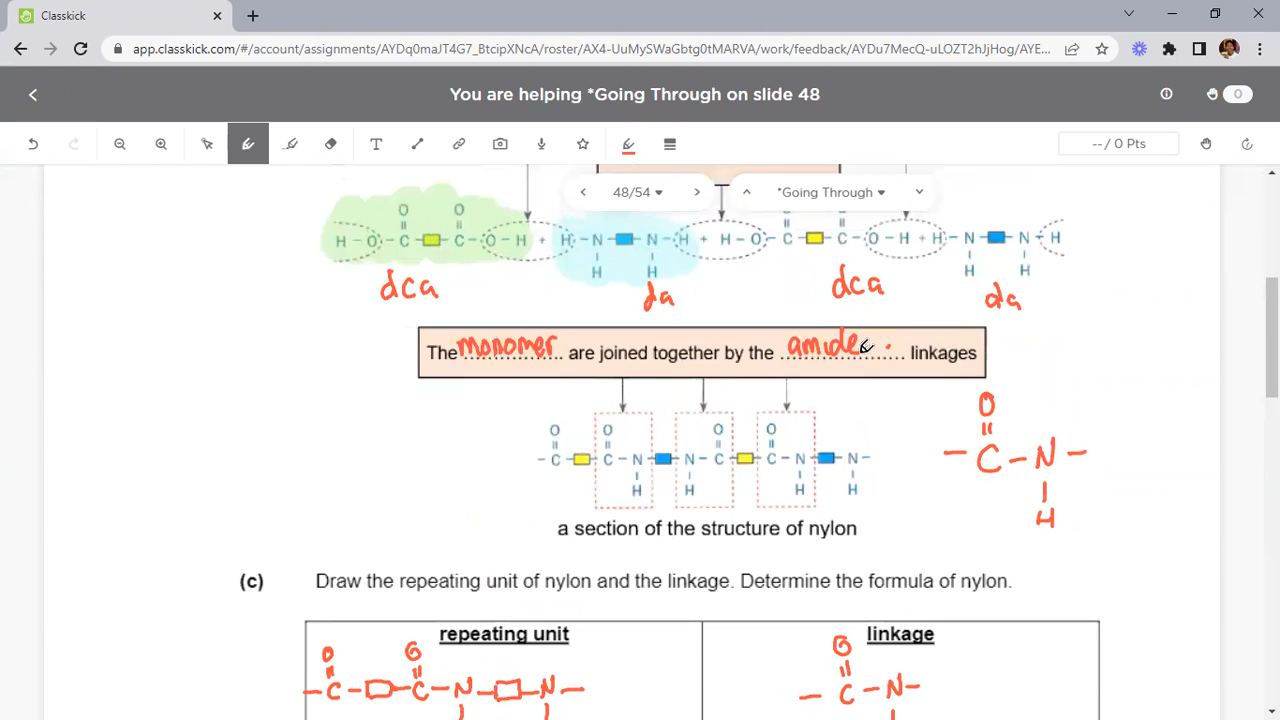 Classkick
app.classkick.com/#/account/assignments/AYDq0maJT4G7_BtcipXNcA/roster/AX4-UuMySWaGbtg0tMARVA/work/feedback/AYDu7MecQ-uLOZT2hJjHog/AYE...
You are helping *Going Through on slide 48
0
T
-- / 0 Pts
48/54
*Going Through
O O
H – O – C – C – O – H + H – N – N – H + H – O – C – C – O – H + H – N – N – H
H H H H
dca da dca da
The monomer are joined together by the amide linkages
O O O O
– C – C – N – N – C – C – N – N –
H H H H
O
– C – N –
H
a section of the structure of nylon
(c) Draw the repeating unit of nylon and the linkage. Determine the formula of nylon.
repeating unit linkage
O O O
– C – C – N – N – – C – N –